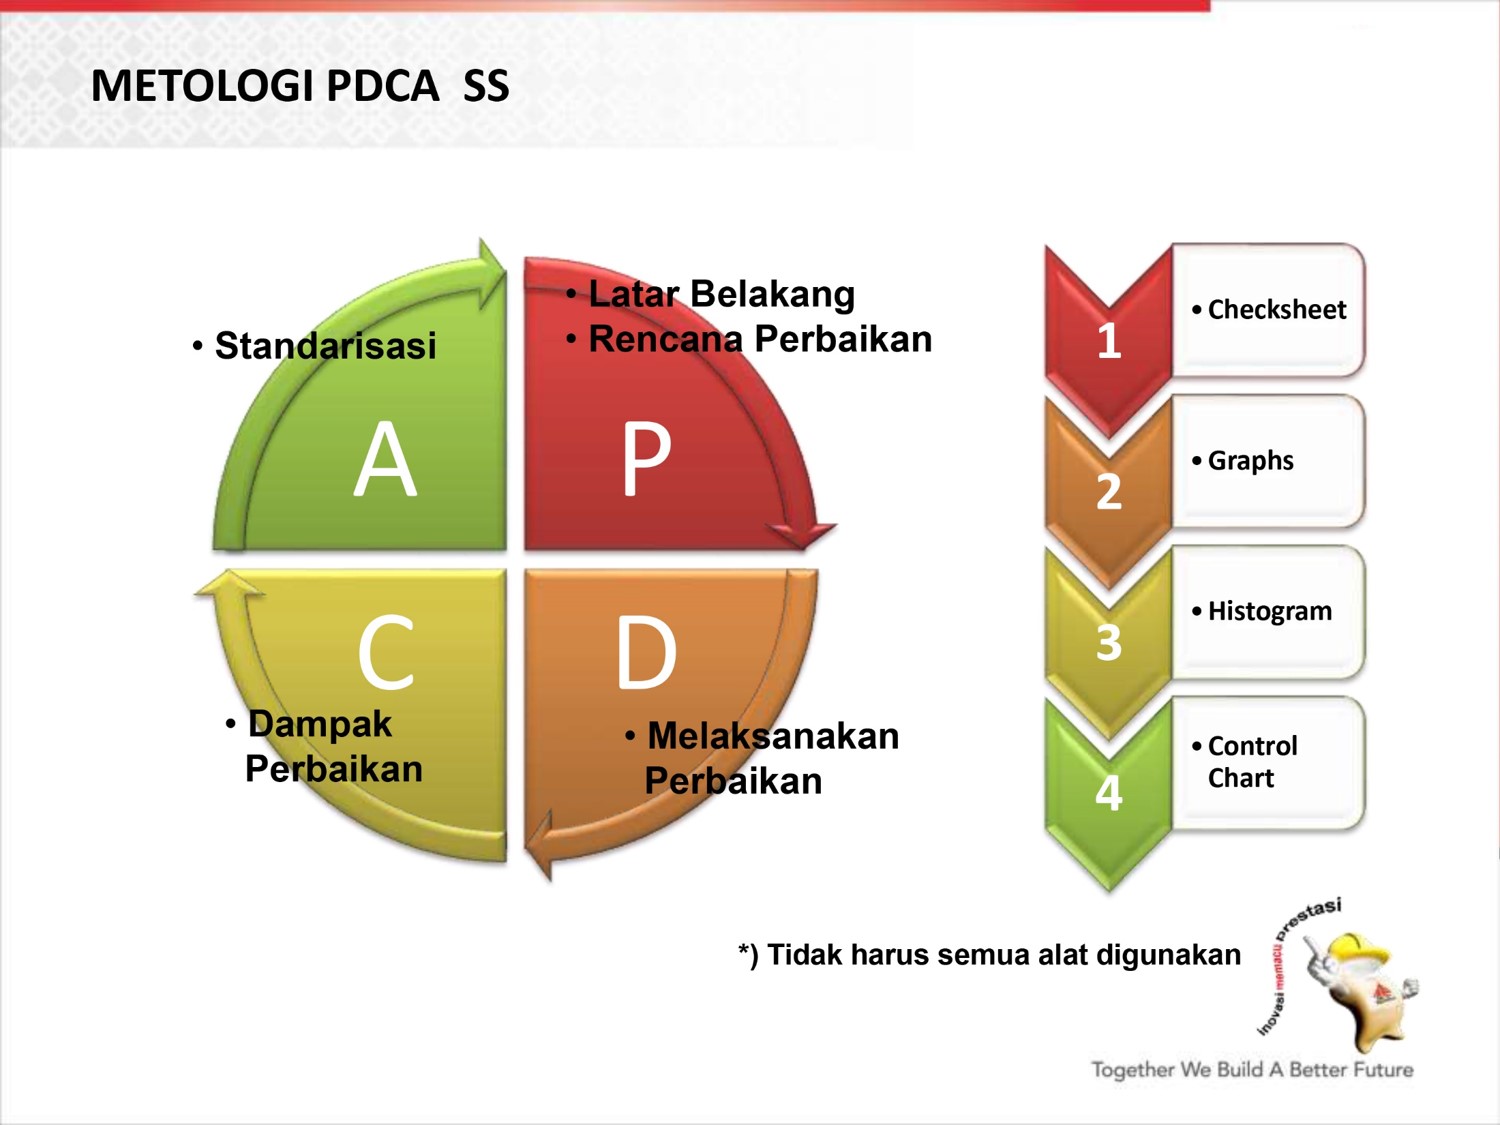 METOLOGI PDCA  SS
• Latar Belakang
• Rencana Perbaikan
• Standarisasi
A
P
C
D
• Dampak
Perbaikan
• Melaksanakan
Perbaikan
1
• Checksheet
2
• Graphs
3
• Histogram
4
• Control
Chart
*) Tidak harus semua alat digunakan
Inovasi memacu prestasi
Together We Build A Better Future